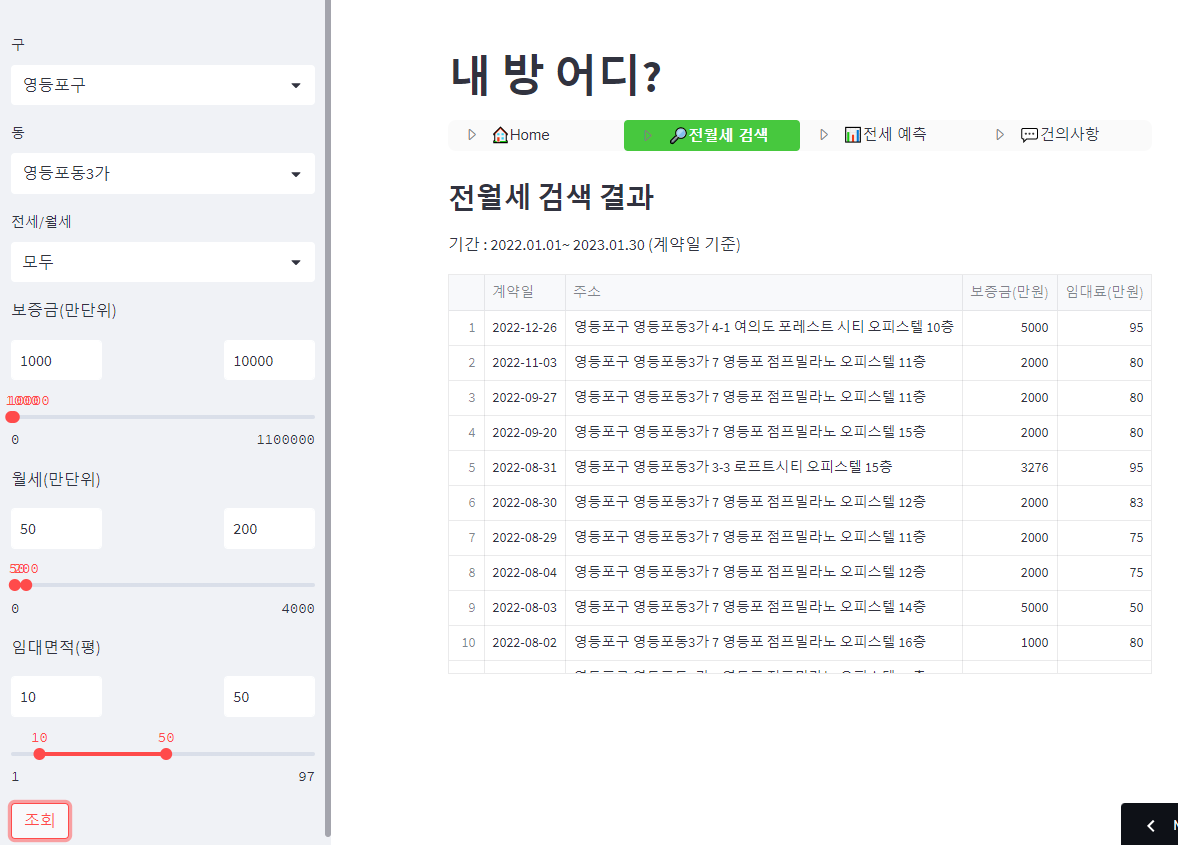 구
영등포구
동
영등포동3가
전세/월세
모두
보증금(만단위)
1000 10000
0 1100000
월세(만단위)
50 200
0 4000
임대면적(평)
10 50
10 50
1 97
조회
내 방 어디?
Home 전월세 검색 전세 예측 건의사항
전월세 검색 결과
기간 : 2022.01.01~ 2023.01.30 (계약일 기준)
계약일 주소 보증금(만원) 임대료(만원)
1 2022-12-26 영등포구 영등포동3가 4-1 여의도 포레스트 시티 오피스텔 10층 5000 95
2 2022-11-03 영등포구 영등포동3가 7 영등포 점프밀라노 오피스텔 11층 2000 80
3 2022-09-27 영등포구 영등포동3가 7 영등포 점프밀라노 오피스텔 11층 2000 80
4 2022-09-20 영등포구 영등포동3가 7 영등포 점프밀라노 오피스텔 15층 2000 80
5 2022-08-31 영등포구 영등포동3가 3-3 로프트시티 오피스텔 15층 3276 95
6 2022-08-30 영등포구 영등포동3가 7 영등포 점프밀라노 오피스텔 12층 2000 83
7 2022-08-29 영등포구 영등포동3가 7 영등포 점프밀라노 오피스텔 11층 2000 75
8 2022-08-04 영등포구 영등포동3가 7 영등포 점프밀라노 오피스텔 12층 2000 75
9 2022-08-03 영등포구 영등포동3가 7 영등포 점프밀라노 오피스텔 14층 5000 50
10 2022-08-02 영등포구 영등포동3가 7 영등포 점프밀라노 오피스텔 16층 1000 80